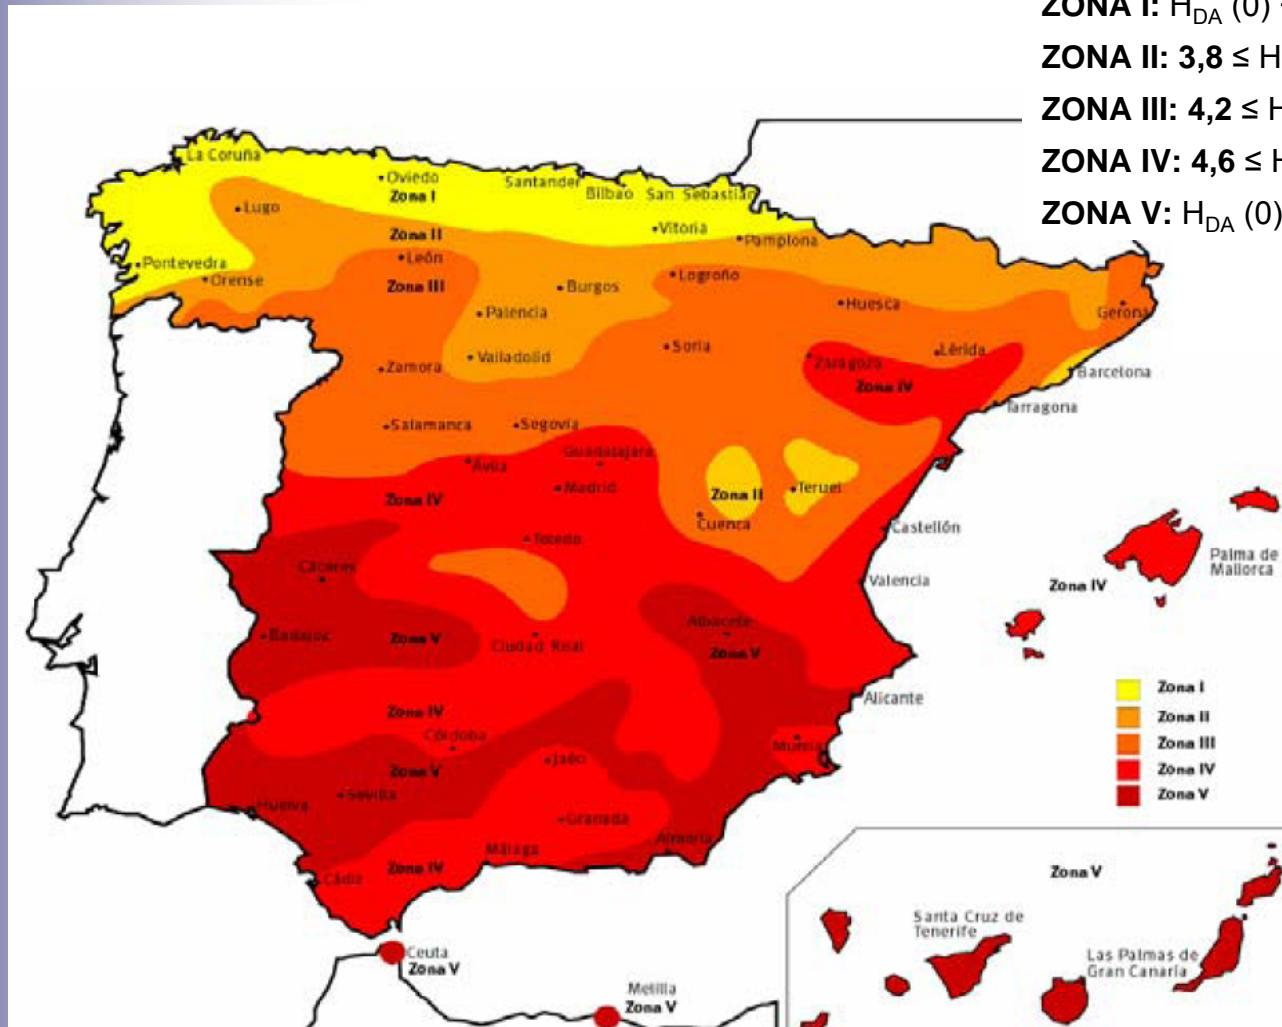 ZONA I: HDA (0)
ZONA II: 3,8 ≤ H
ZONA III: 4,2 ≤ H
ZONA IV: 4,6 ≤ H
ZONA V: HDA (0)
La Coruña
Oviedo
Zona I
Santander
Bilbao
San Sebastián
Lugo
Zona II
Vitoria
Pamplona
Pontevedra
León
Orense
Zona III
Burgos
Logroño
Palencia
Huesca
Gerona
Zamora
Valladolid
Soria
Zaragoza
Lérida
Zona IV
Barcelona
Tarragona
Salamanca
Segovia
Guadalajara
Ávila
Madrid
Zona IV
Zona II
Teruel
Cuenca
Castellón
Toledo
Cáceres
Valencia
Palma de
Mallorca
Zona IV
Badajoz
Zona V
Ciudad Real
Albacete
Zona V
Alicante
Zona I
Zona II
Zona III
Zona IV
Zona V
Zona IV
Córdoba
Murcia
Jaén
Zona V
Huelva
Sevilla
Granada
Almería
Málaga
Cádiz
Zona IV
Zona V
Santa Cruz de
Tenerife
Las Palmas de
Gran Canaria
Ceuta
Zona V
Melilla
Zona V